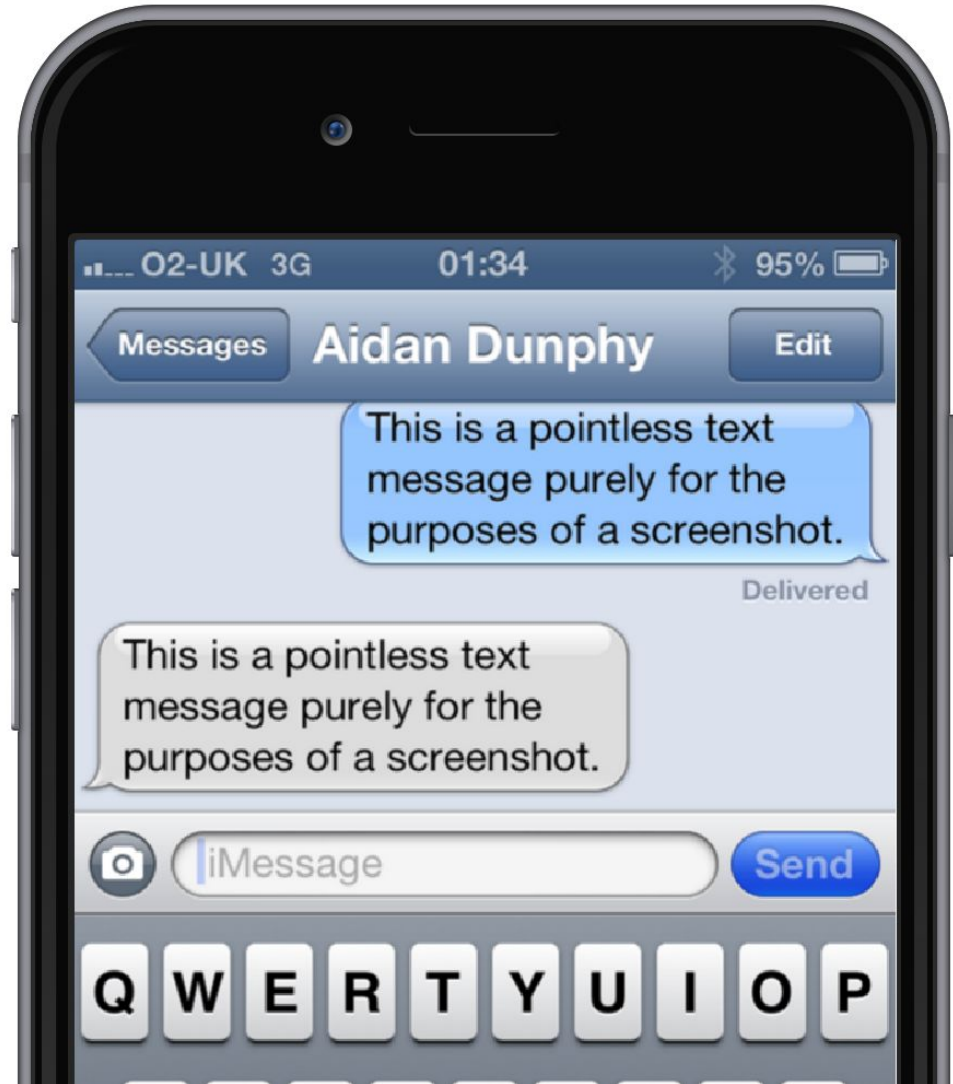 O2-UK 3G 01:34 95%
Messages Aidan Dunphy Edit
This is a pointless text
message purely for the
purposes of a screenshot.
Delivered
This is a pointless text
message purely for the
purposes of a screenshot.
iMessage Send
Q W E R T Y U I O P